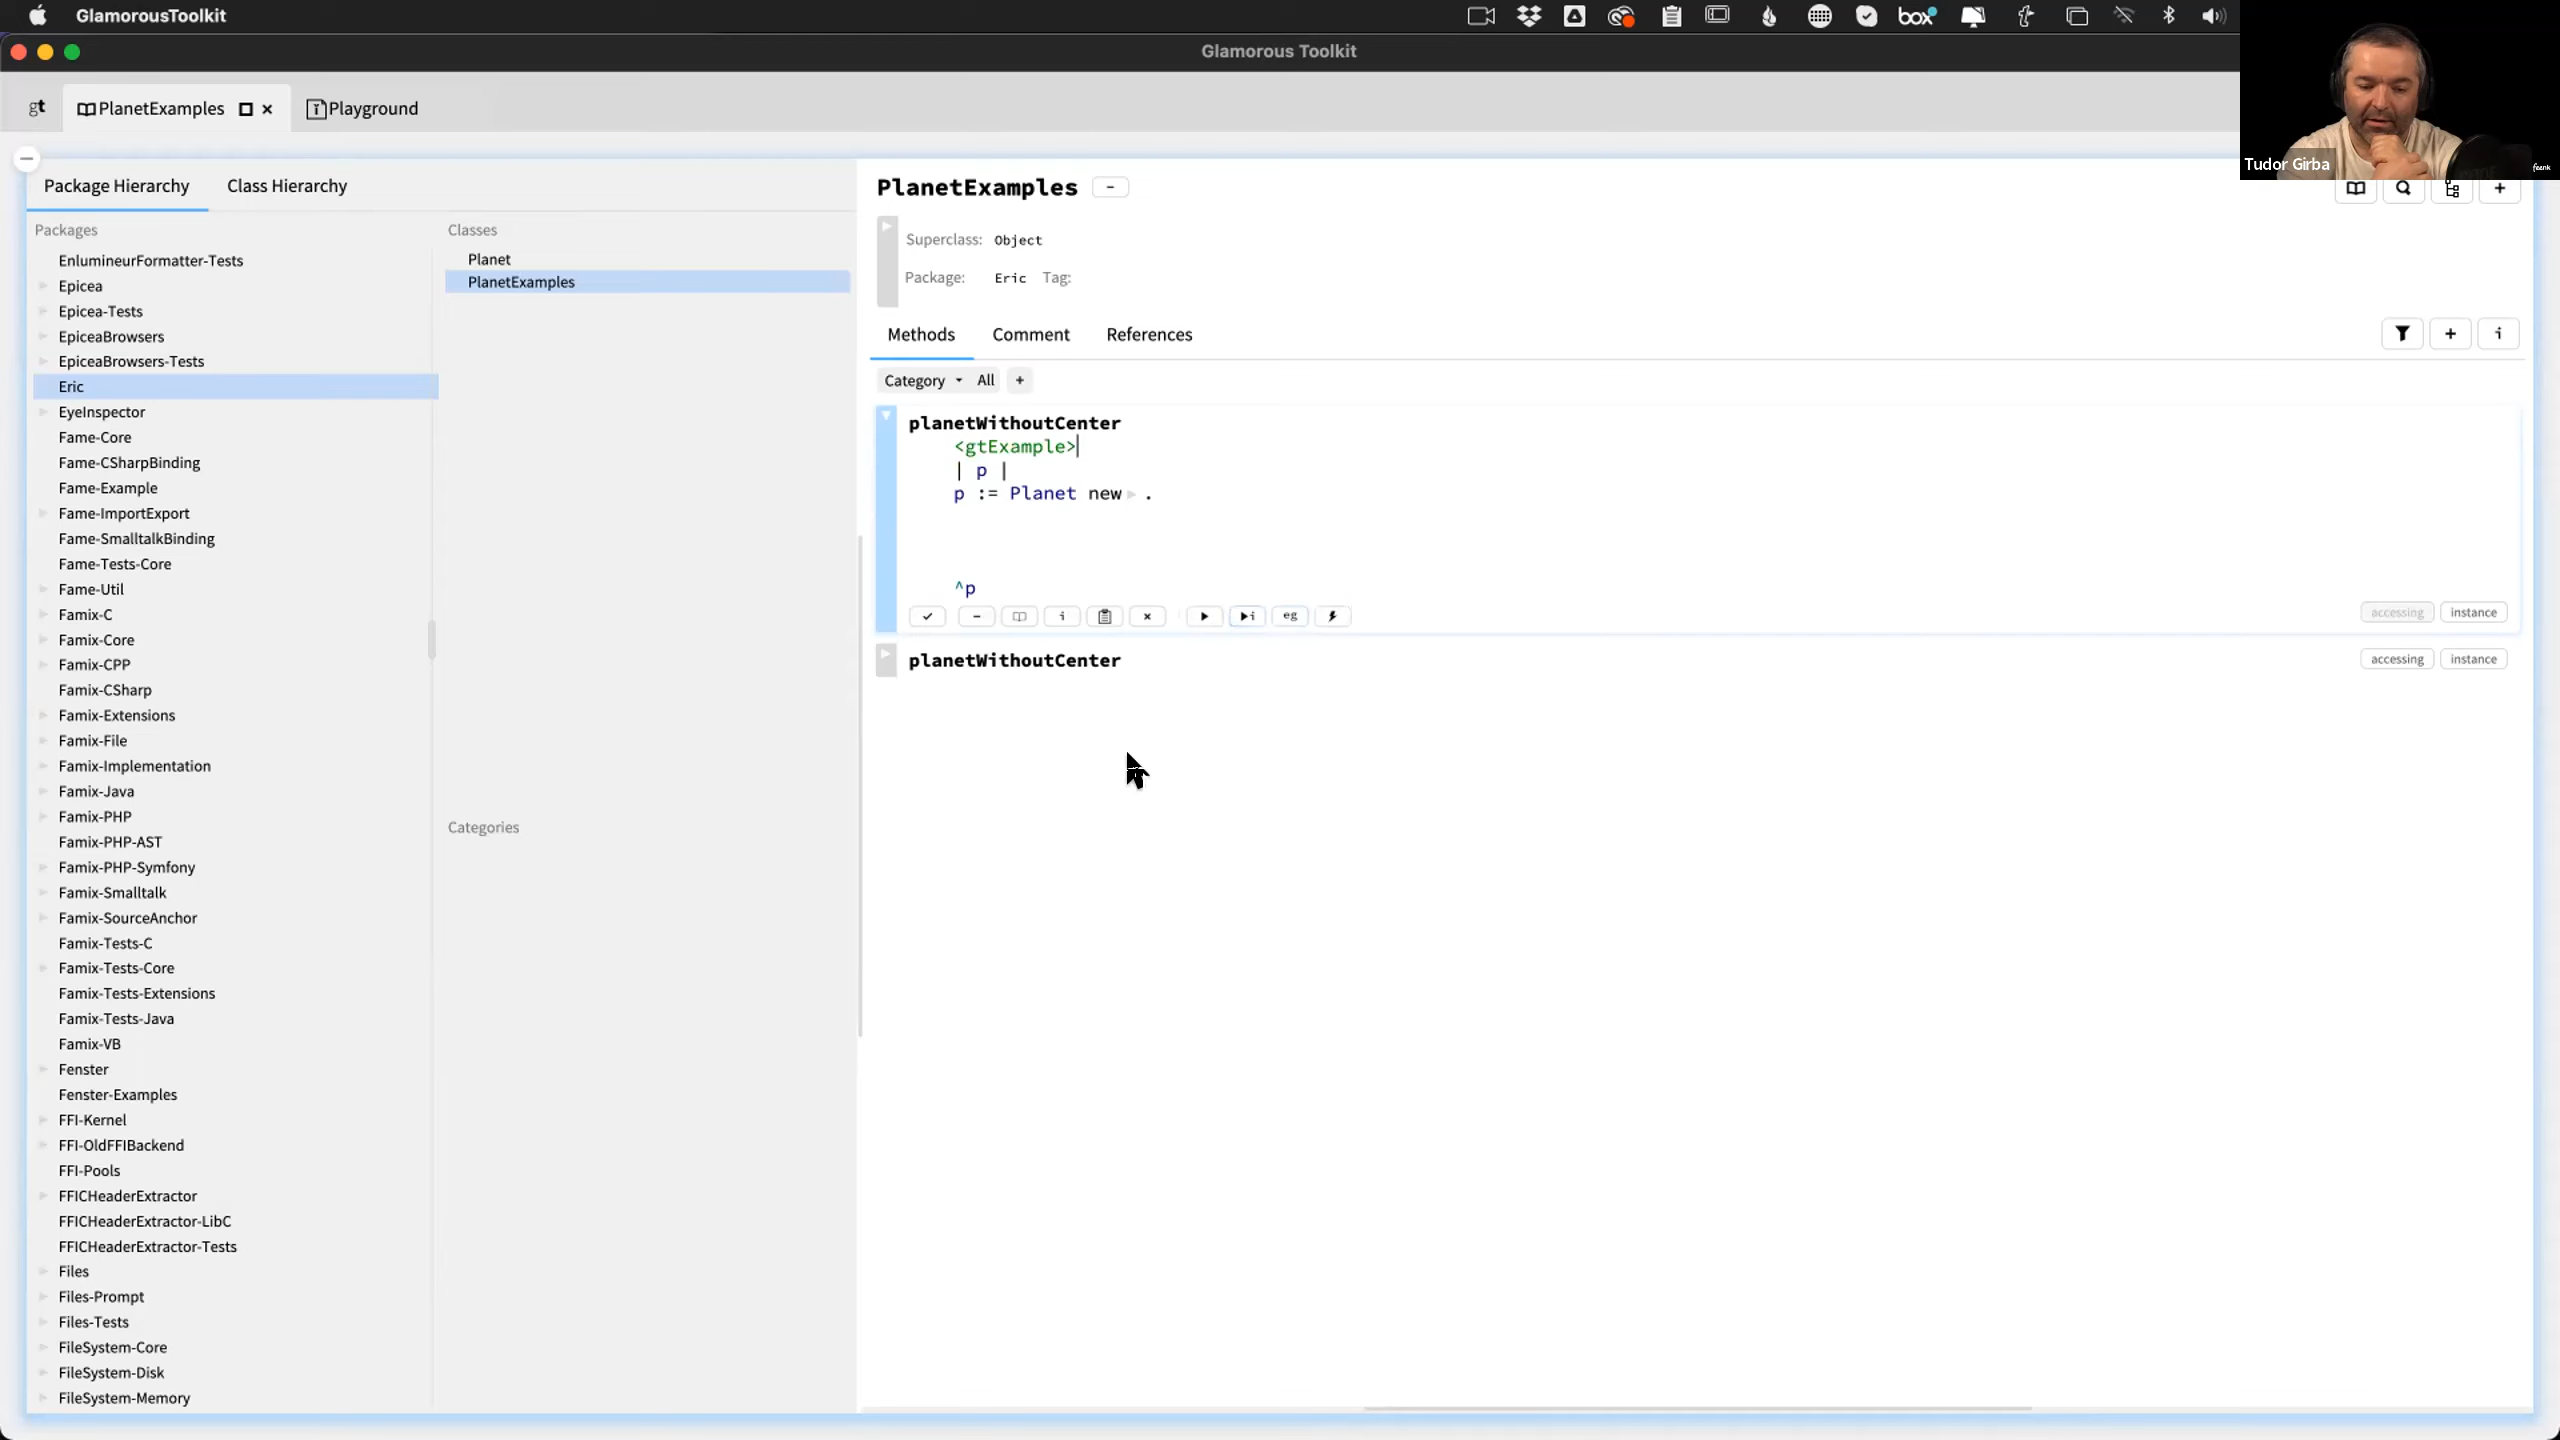 GlamorousToolkit
box
Glamorous Toolkit
gt
PlanetExamples
Playground
Tudor Girba
feenk
Package Hierarchy
Class Hierarchy
Packages
EnlumineurFormatter-Tests
Epicea
Epicea-Tests
EpiceaBrowsers
EpiceaBrowsers-Tests
Eric
EyeInspector
Fame-Core
Fame-CSharpBinding
Fame-Example
Fame-ImportExport
Fame-SmalltalkBinding
Fame-Tests-Core
Fame-Util
Famix-C
Famix-Core
Famix-CPP
Famix-CSharp
Famix-Extensions
Famix-File
Famix-Implementation
Famix-Java
Famix-PHP
Famix-PHP-AST
Famix-PHP-Symfony
Famix-Smalltalk
Famix-SourceAnchor
Famix-Tests-C
Famix-Tests-Core
Famix-Tests-Extensions
Famix-Tests-Java
Famix-VB
Fenster
Fenster-Examples
FFI-Kernel
FFI-OldFFIBackend
FFI-Pools
FFICHeaderExtractor
FFICHeaderExtractor-LibC
FFICHeaderExtractor-Tests
Files
Files-Prompt
Files-Tests
FileSystem-Core
FileSystem-Disk
FileSystem-Memory
Classes
Planet
PlanetExamples
Categories
PlanetExamples
Superclass: Object
Package: Eric Tag:
Methods Comment References
i
Category All +
planetWithoutCenter
<gtExample>
| p |
p := Planet new .
^p
i eg
accessing instance
planetWithoutCenter
accessing instance